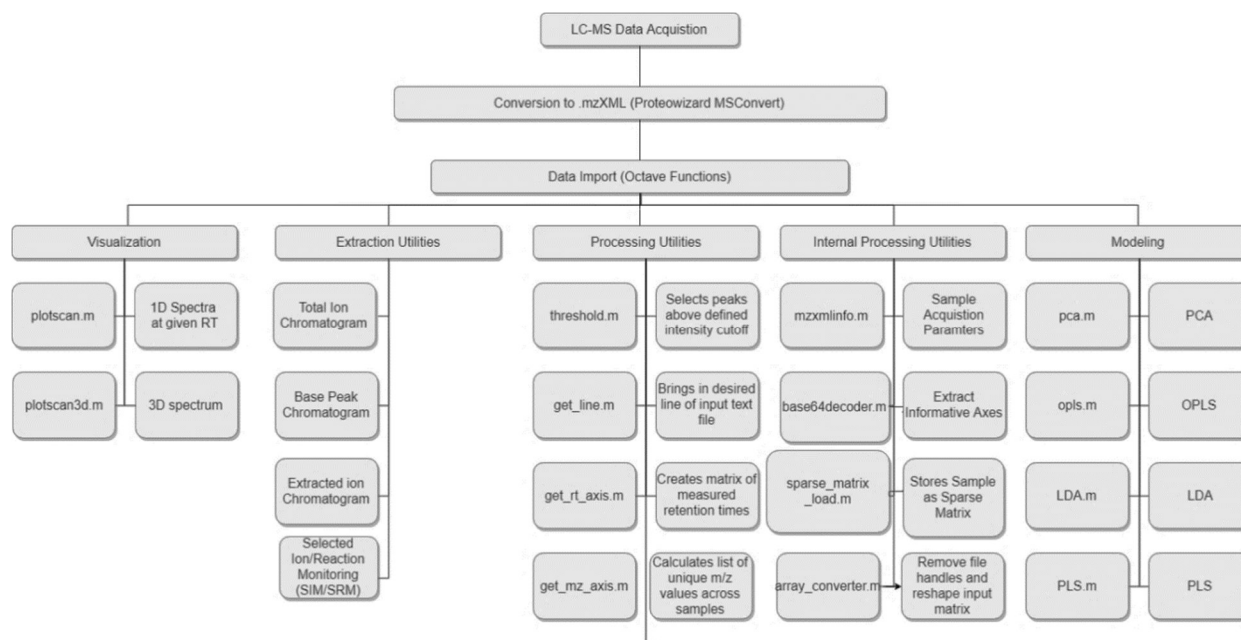 LC-MS Data Acquistion
Conversion to .mzXML (Proteowizard MSConvert)
Data Import (Octave Functions)
Visualization
Extraction Utilities
Processing Utilities
Internal Processing Utilities
Modeling
plotscan.m
1D Spectra
at given RT
plotscan3d.m
3D spectrum
Total Ion
Chromatogram
Base Peak
Chromatogram
Extracted ion
Chromatogram
Selected
Ion/Reaction
Monitoring
(SIM/SRM)
threshold.m
Selects peaks
above defined
intensity cutoff
get_line.m
Brings in desired
line of input text
file
get_rt_axis.m
Creates matrix of
measured
retention times
get_mz_axis.m
Calculates list of
unique m/z
values across
samples
mzxmlinfo.m
Sample
Acquistion
Paramters
base64decoder.m
Extract
Informative Axes
sparse_matrix
_load.m
Stores Sample
as Sparse
Matrix
array_converter.m
Remove file
handles and
reshape input
matrix
pca.m
PCA
opls.m
OPLS
LDA.m
LDA
PLS.m
PLS